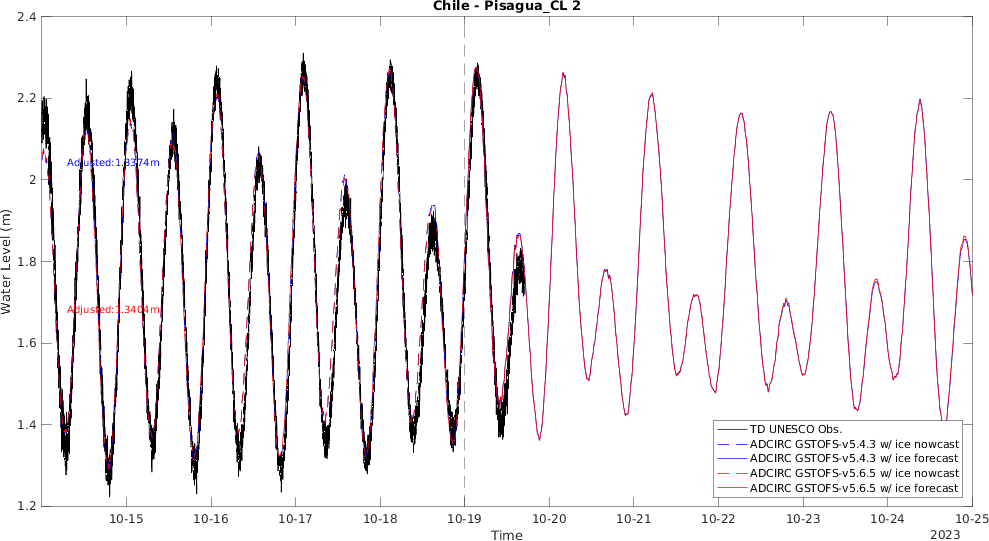 Chile - Pisagua_CL 2
Water Level (m)
2.4
2.2
2
1.8
1.6
1.4
1.2
Adjusted:1.3374m
Adjusted:1.3404m
TD UNESCO Obs.
ADCIRC GSTOFS-v5.4.3 w/ ice nowcast
ADCIRC GSTOFS-v5.4.3 w/ ice forecast
ADCIRC GSTOFS-v5.6.5 w/ ice nowcast
ADCIRC GSTOFS-v5.6.5 w/ ice forecast
10-15
10-16
10-17
10-18
10-19
10-20
10-21
10-22
10-23
10-24
10-25
Time
2023